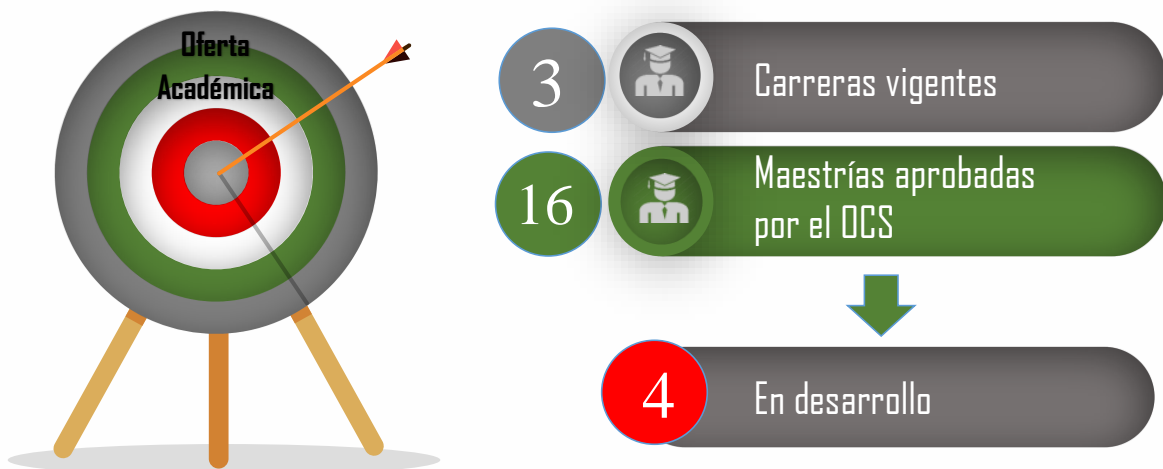 Oferta
Académica
3
Carreras vigentes
16
Maestrías aprobadas
por el OCS
4
En desarrollo